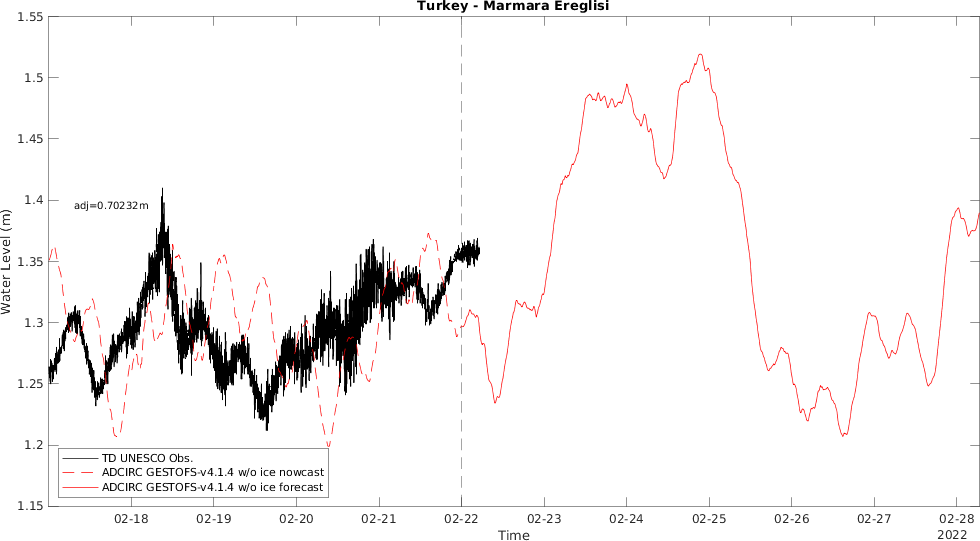 Turkey - Marmara Ereglisi
1.55
1.5
1.45
1.4
1.35
1.3
1.25
1.2
1.15
Water Level (m)
adj=0.70232m
TD UNESCO Obs.
ADCIRC GESTOFS-v4.1.4 w/o ice nowcast
ADCIRC GESTOFS-v4.1.4 w/o ice forecast
02-18 02-19 02-20 02-21 02-22 02-23 02-24 02-25 02-26 02-27 02-28
Time
2022